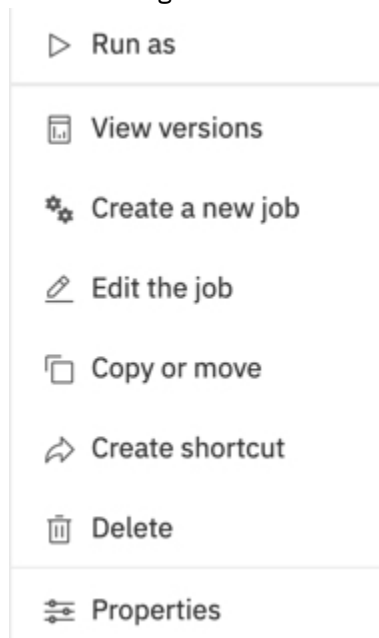 Run as
View versions
Create a new job
Edit the job
Copy or move
Create shortcut
Delete
Properties